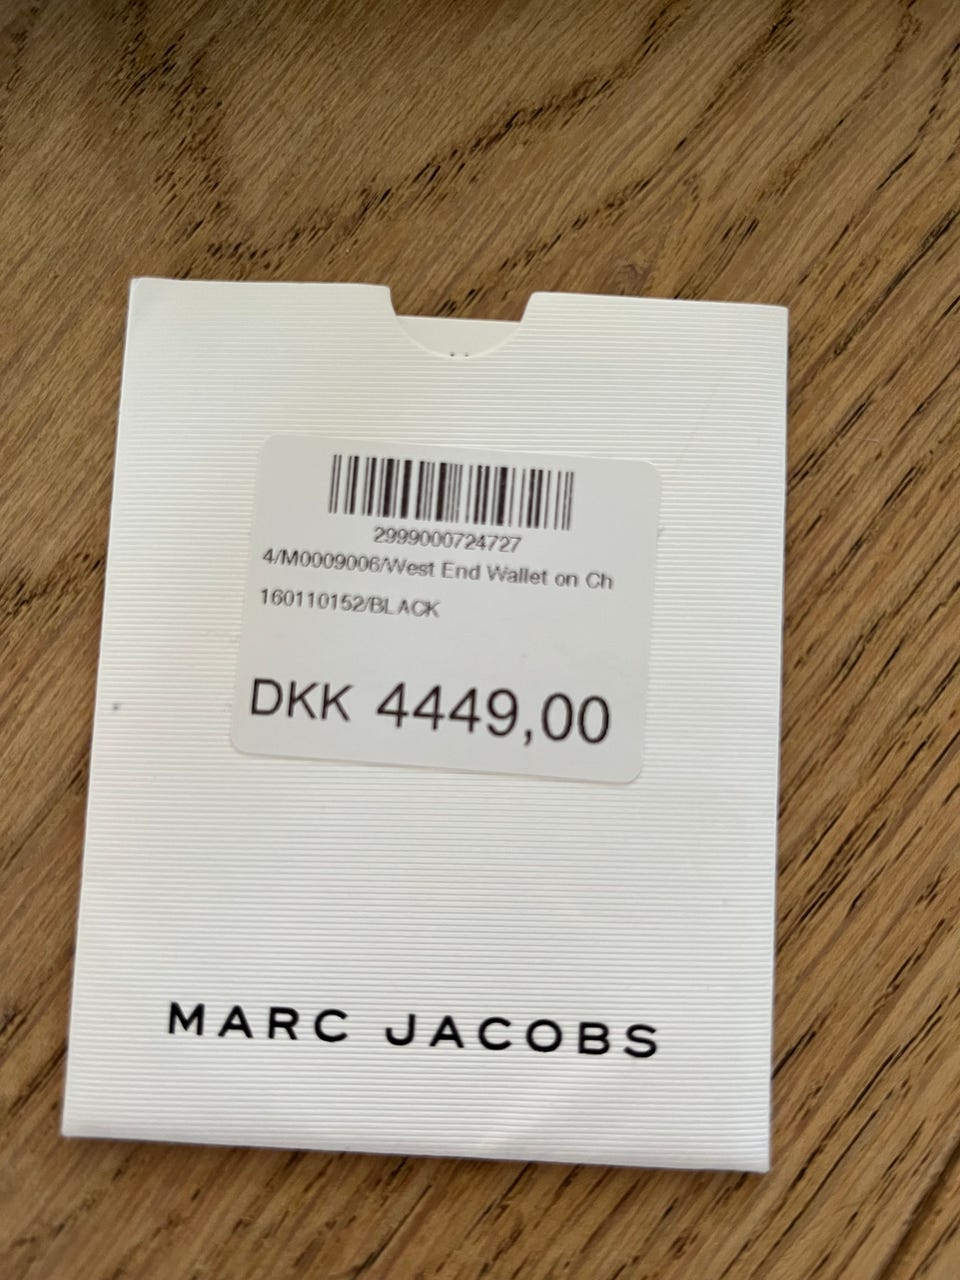 2999000724727
4/M0009006/West End Wallet on Ch
160110152/BLACK
DKK 4449,00
MARC JACOBS